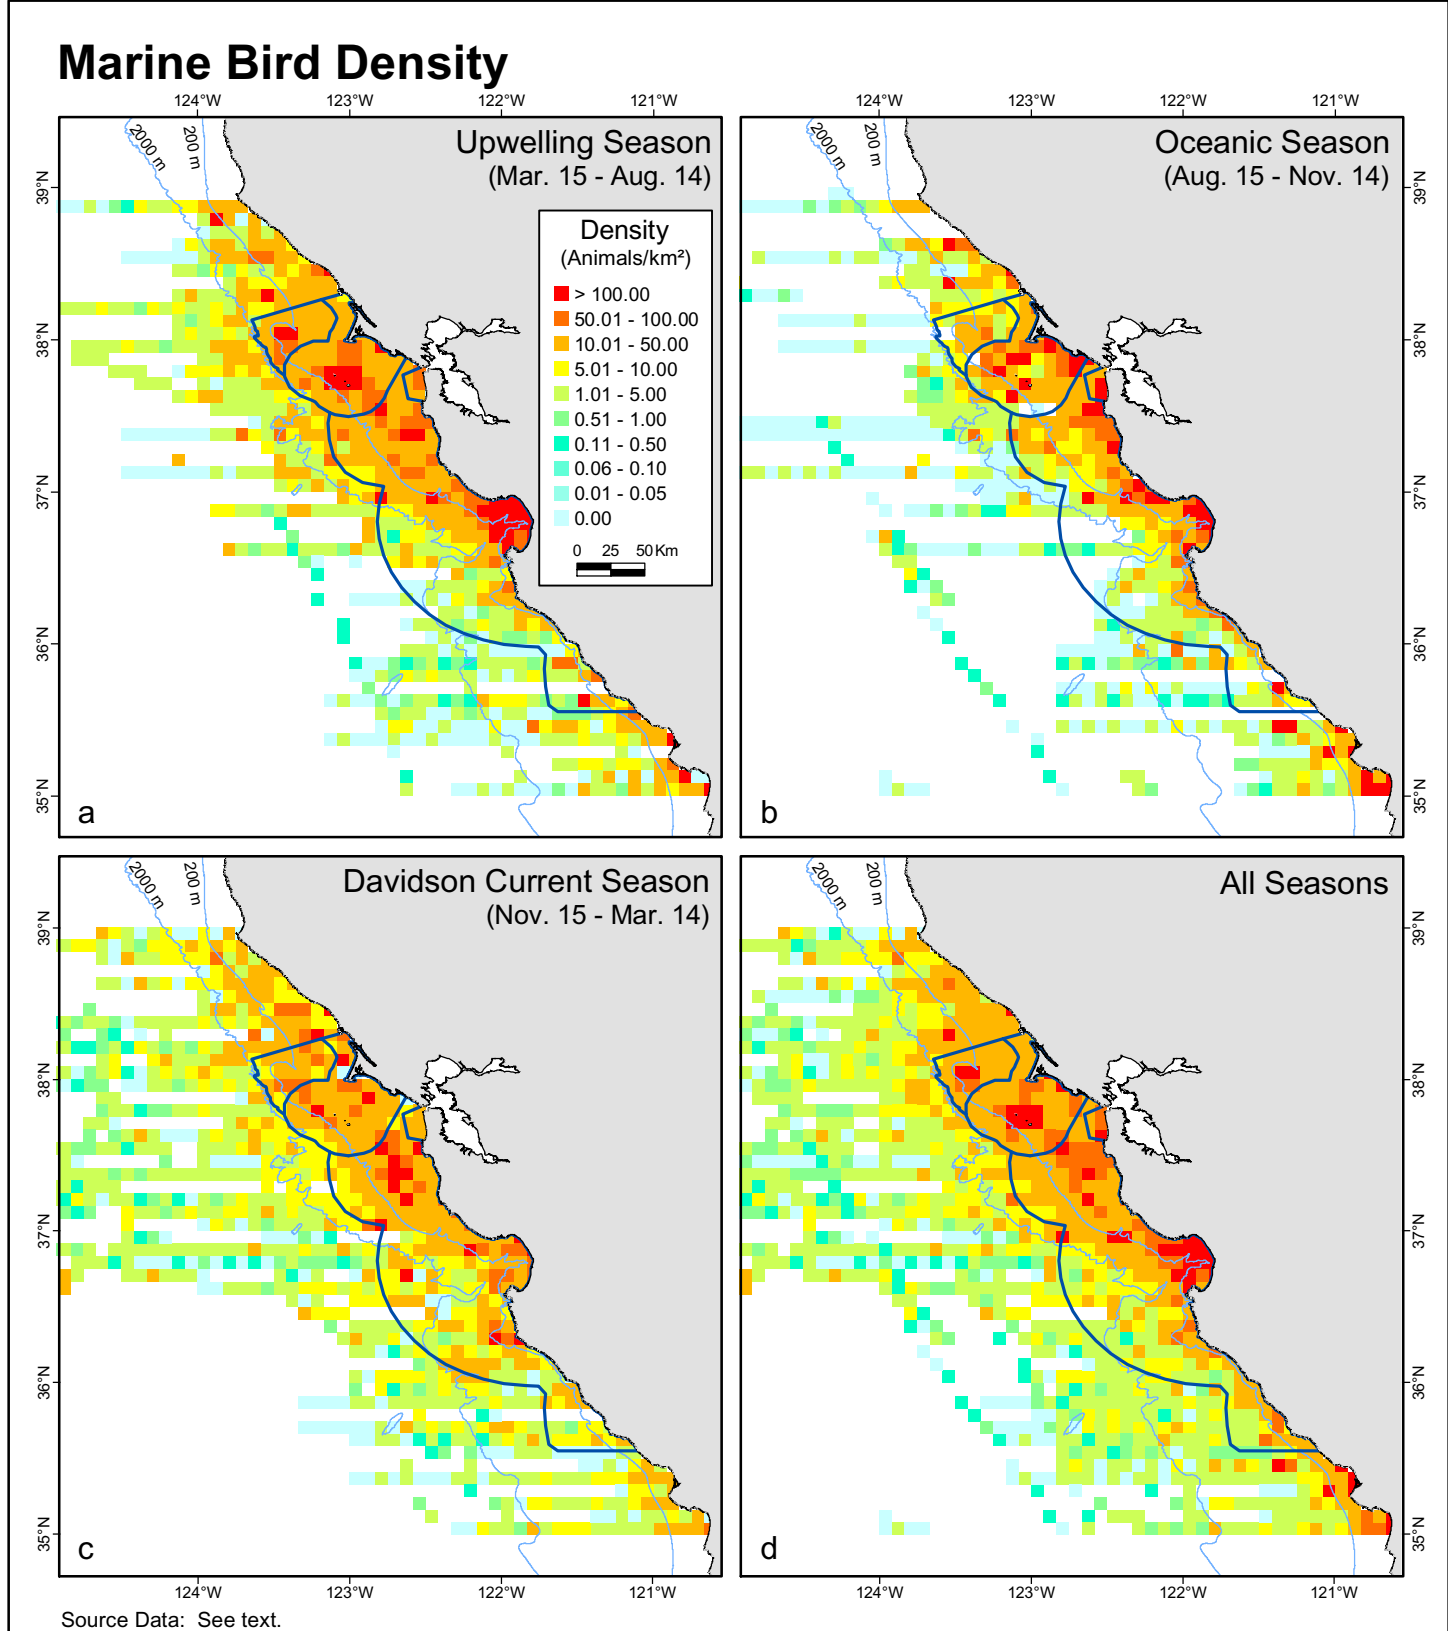 Marine Bird Density
124°W 123°W 122°W 121°W 124°W 123°W 122°W 121°W
2000 m
200 m
Upwelling Season
(Mar. 15 - Aug. 14)
39°N
38°N
37°N
36°N
35°N
Density
(Animals/km²)
> 100.00
50.01 - 100.00
10.01 - 50.00
5.01 - 10.00
1.01 - 5.00
0.51 - 1.00
0.11 - 0.50
0.06 - 0.10
0.01 - 0.05
0.00
0 25 50 Km
a
2000 m
200 m
Oceanic Season
(Aug. 15 - Nov. 14)
39°N
38°N
37°N
36°N
35°N
b
2000 m
200 m
Davidson Current Season
(Nov. 15 - Mar. 14)
39°N
38°N
37°N
36°N
35°N
c
2000 m
200 m
All Seasons
39°N
38°N
37°N
36°N
35°N
d
124°W 123°W 122°W 121°W 124°W 123°W 122°W 121°W
Source Data: See text.